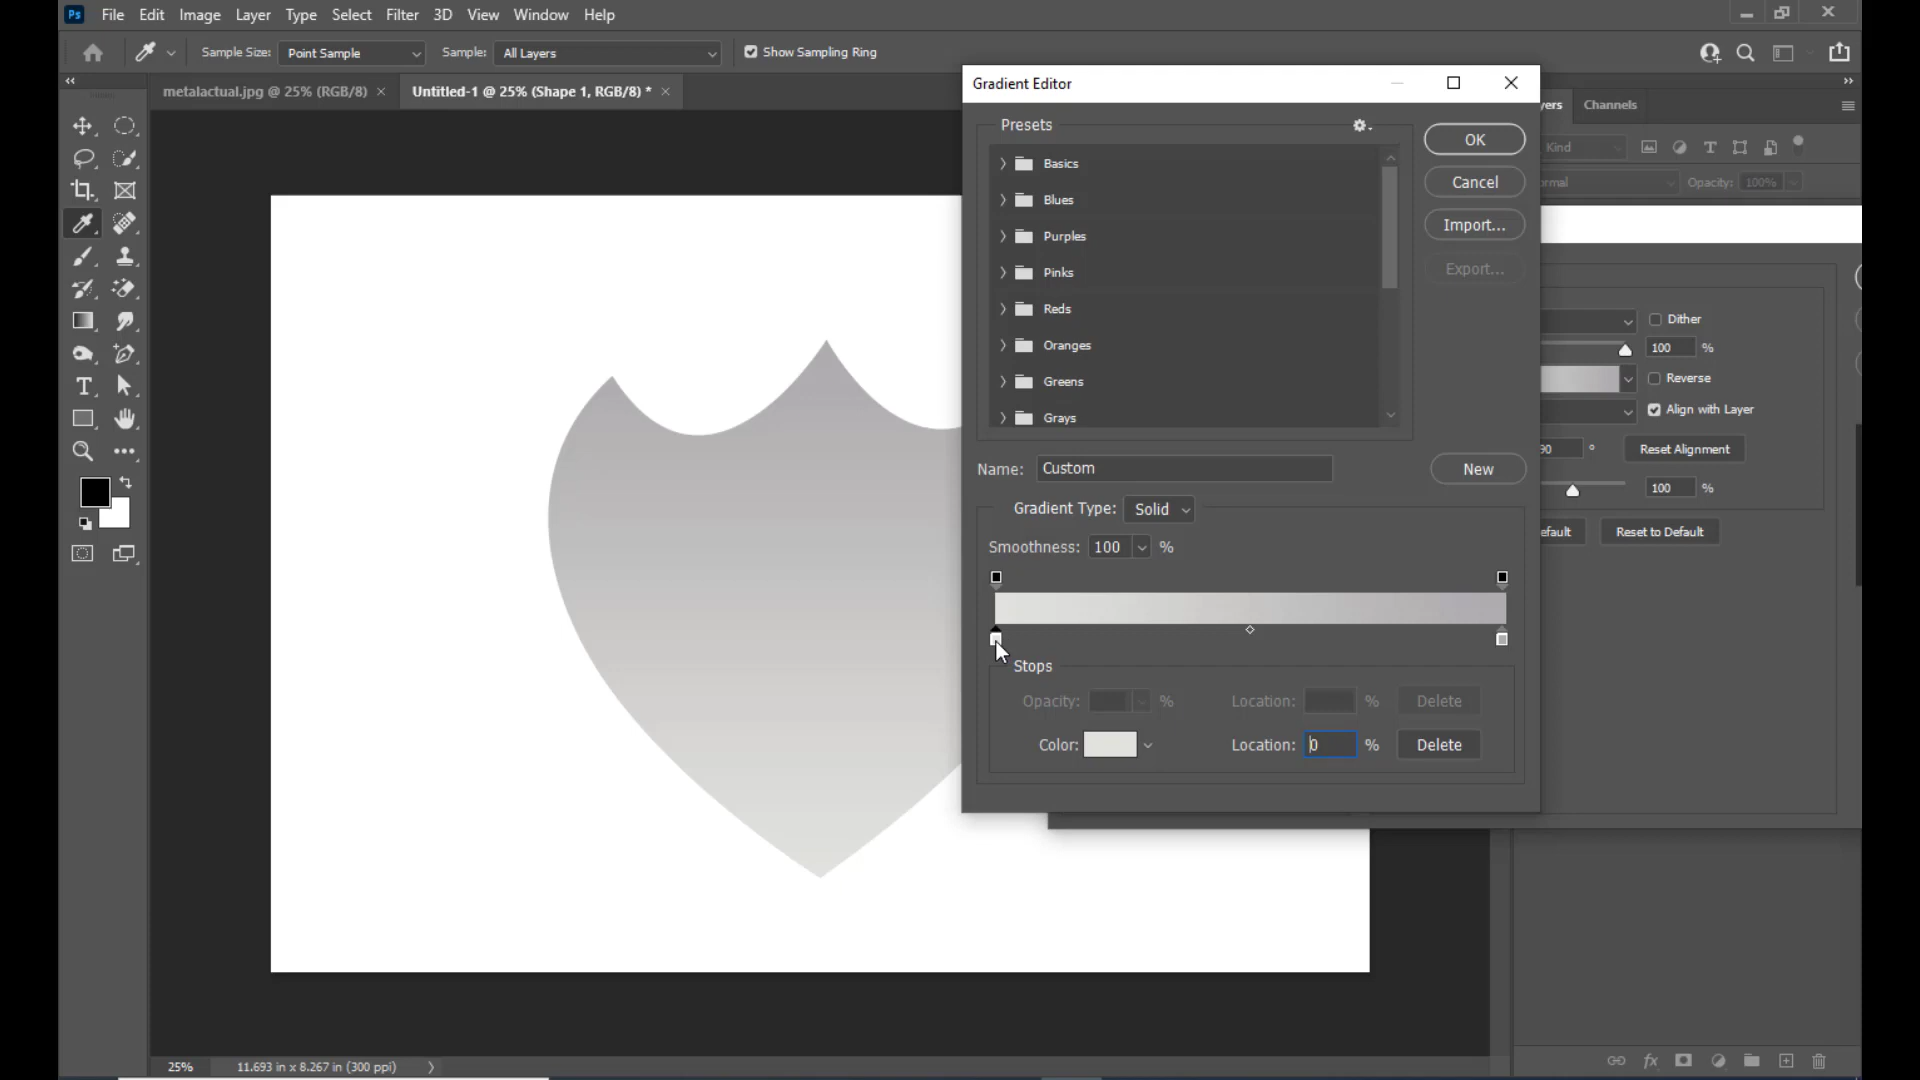 Ps File Edit Image Layer Type Select Filter 3D View Window Help
Sample Size: Point Sample Sample: All Layers Show Sampling Ring
metalactual.jpg @ 25% (RGB/8) × Untitled-1 @ 25% (Shape 1, RGB/8) * ×
Gradient Editor
Channels
Presets
Basics
Blues
Purples
Pinks
Reds
Oranges
Greens
Grays
OK
Cancel
Import...
Export...
Kind
Opacity: 100%
Dither
100 %
Reverse
Align with Layer
90 ° Reset Alignment
100 %
Reset to Default
Name: Custom New
Gradient Type: Solid
Smoothness: 100 %
Stops
Opacity: % Location: % Delete
Color: Location: 0 % Delete
25% 11.693 in x 8.267 in (300 ppi)
fx